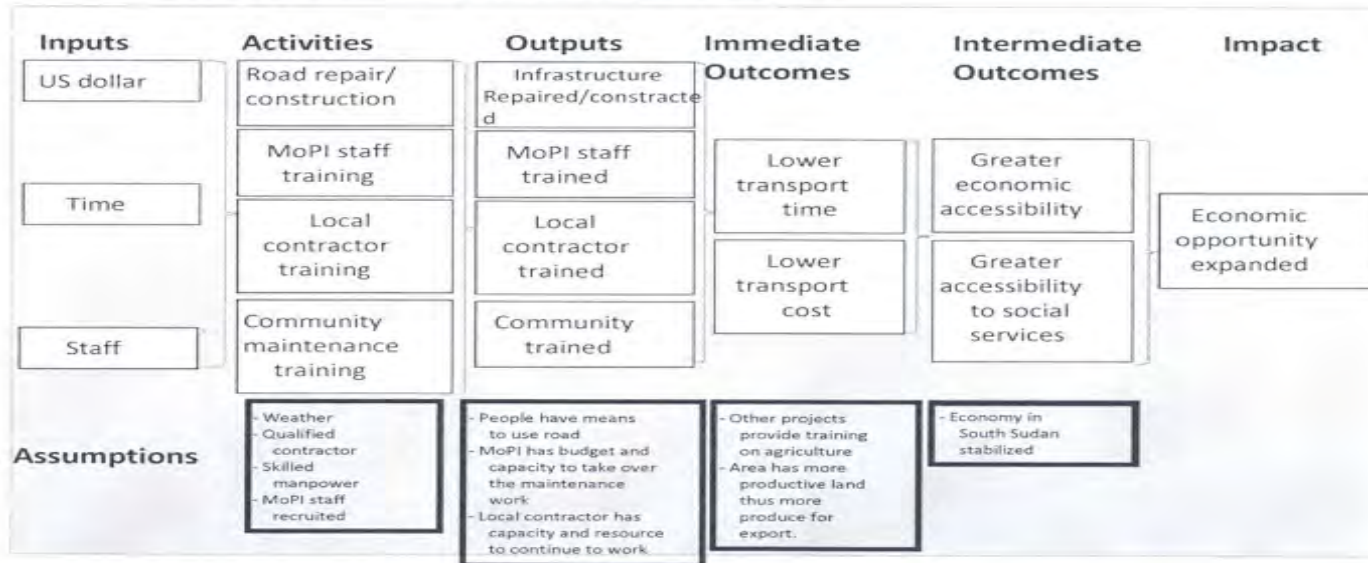 Inputs
Activities
Outputs
Immediate
Outcomes
Intermediate
Outcomes
Impact
US dollar
Time
Staff
Road repair/
construction
MoPI staff
training
Local
contractor
training
Community
maintenance
training
Infrastructure
Repaired/constracte
d
MoPI staff
trained
Local
contractor
trained
Community
trained
Lower
transport
time
Lower
transport
cost
Greater
economic
accessibility
Greater
accessibility
to social
services
Economic
opportunity
expanded
Assumptions
- Weather
- Qualified
contractor
- Skilled
manpower
- MoPI staff
recruited
- People have means
to use road
- MoPI has budget and
capacity to take over
the maintenance
work
- Local contractor has
capacity and resource
to continue to work
- Other projects
provide training
on agriculture
- Area has more
productive land
thus more
produce for
export.
- Economy in
South Sudan
stabilized